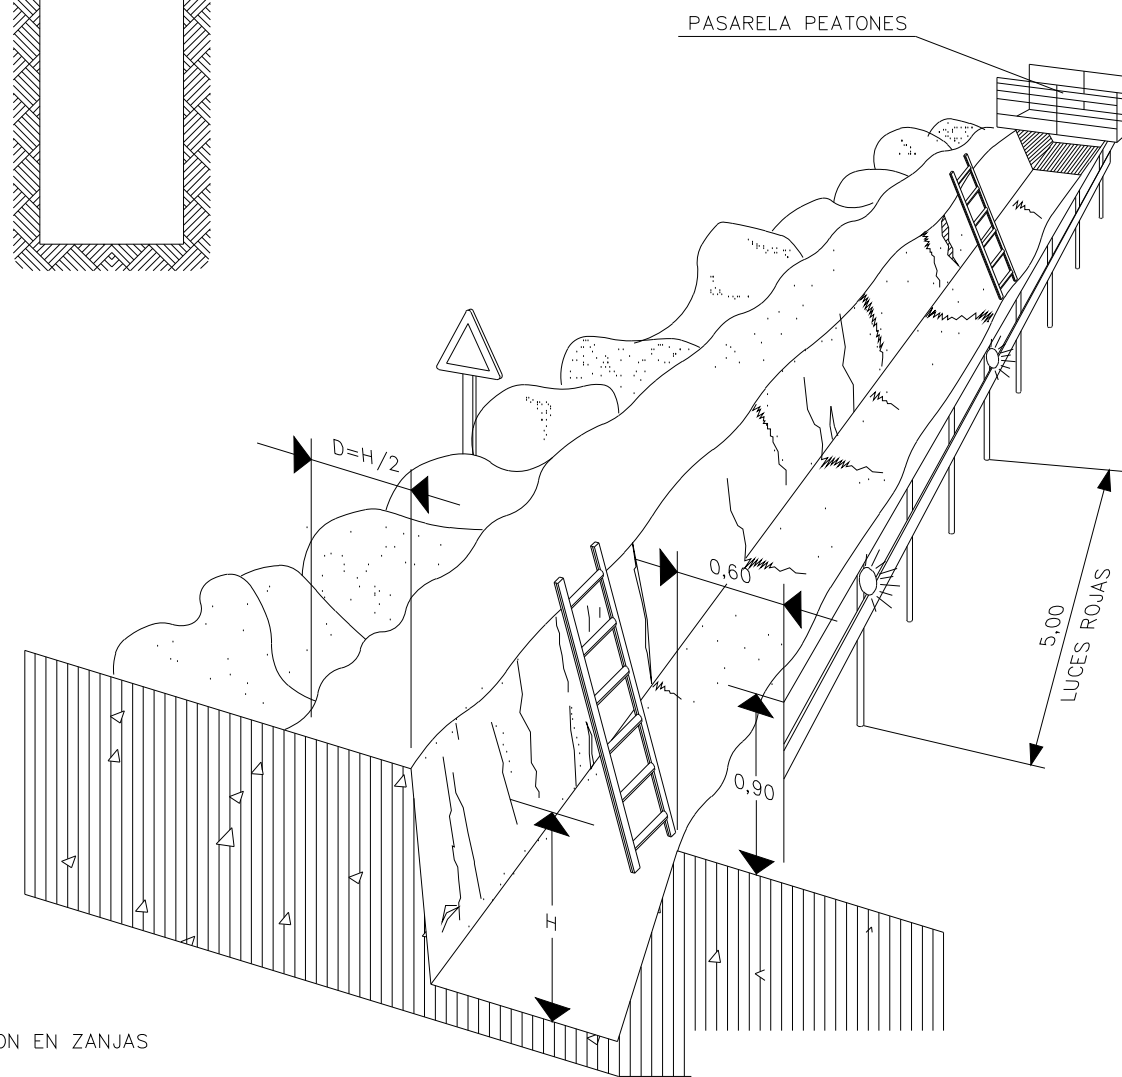 PASARELA PEATONES
D=H/2
0,60
5,00
LUCES ROJAS
0,90
H
ON EN ZANJAS